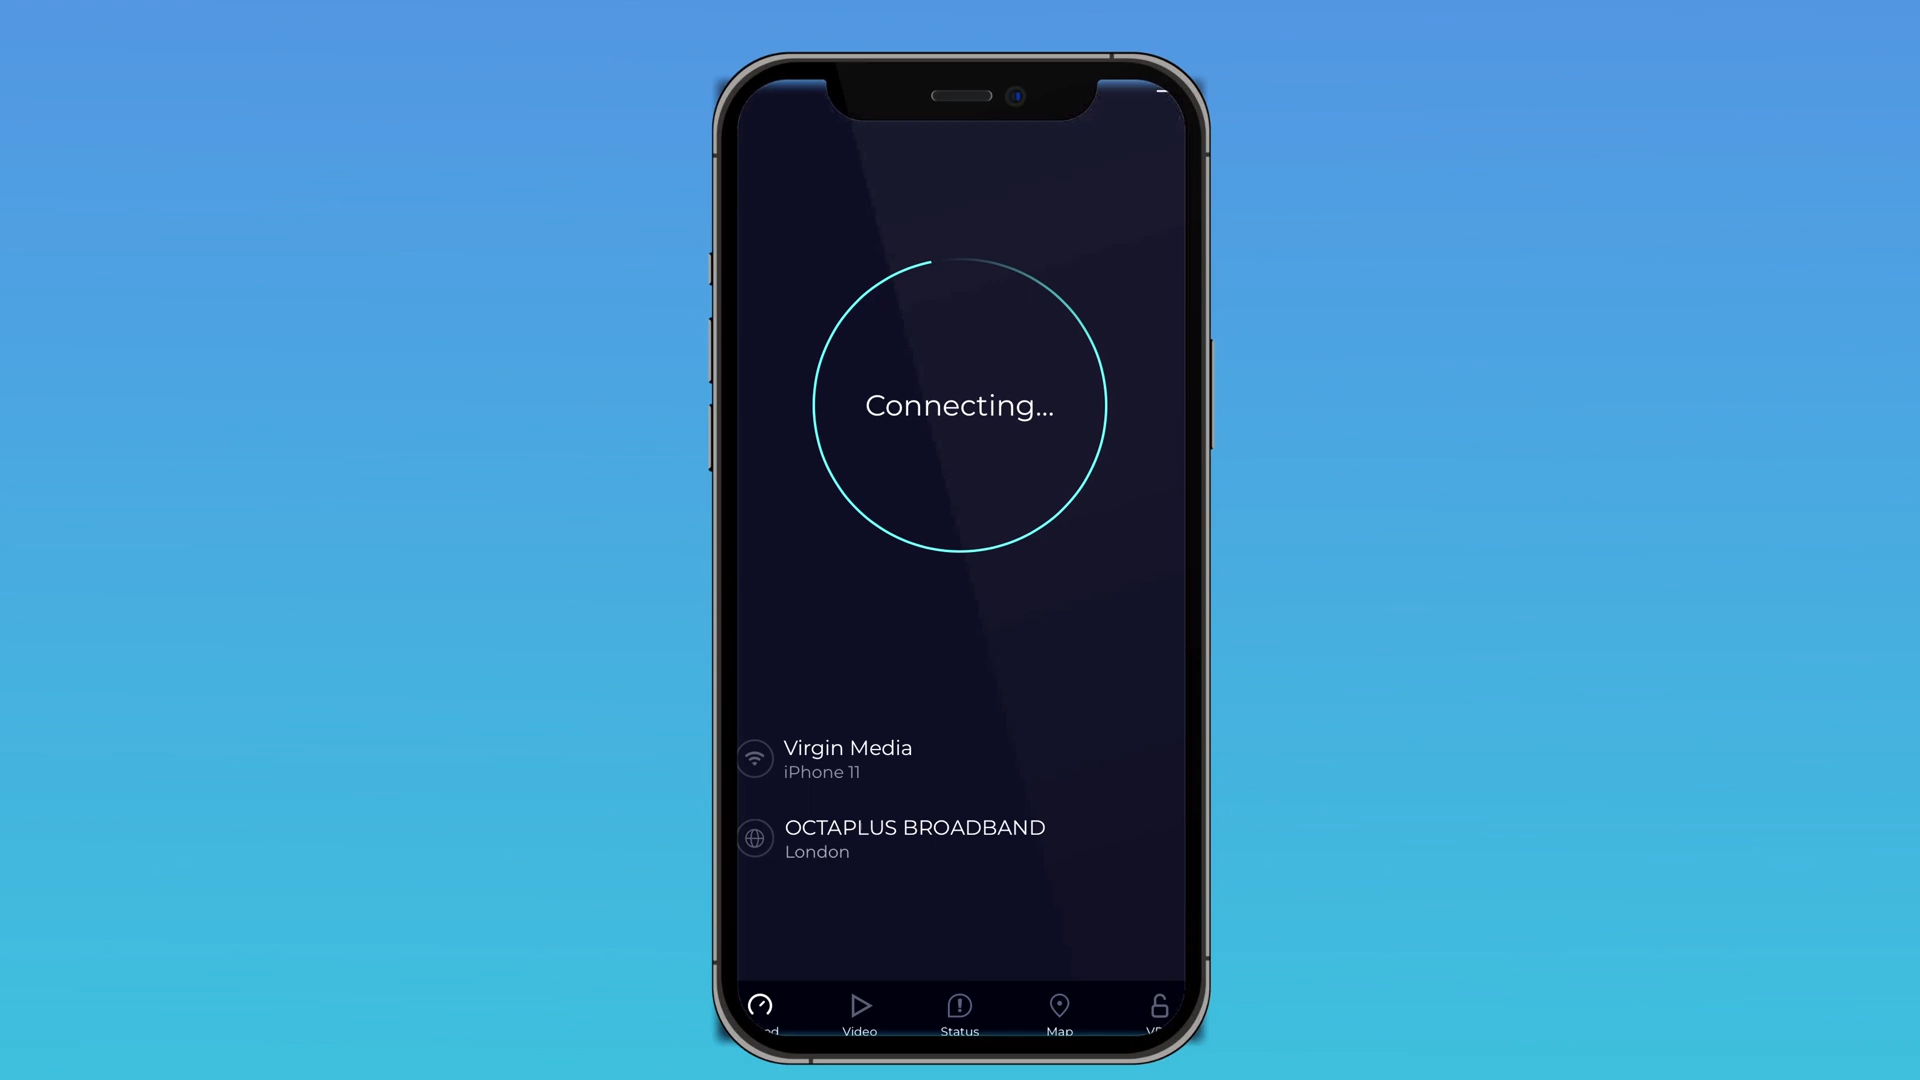 Connecting...
Virgin Media
iPhone 11
OCTAPLUS BROADBAND
London
Video
Status
Map